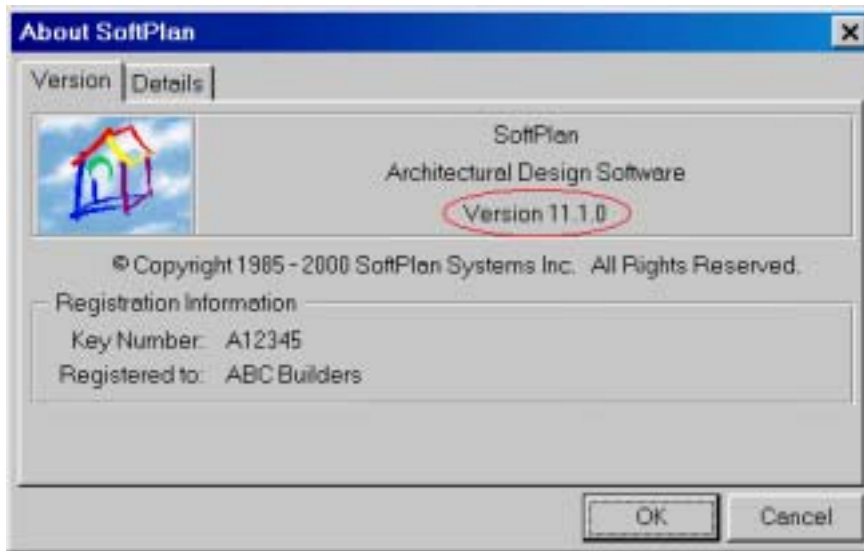 About SoftPlan
Version Details
SoftPlan
Architectural Design Software
Version 11.1.0
© Copyright 1985 - 2000 SoftPlan Systems Inc. All Rights Reserved.
Registration Information
Key Number: A12345
Registered to: ABC Builders
OK Cancel